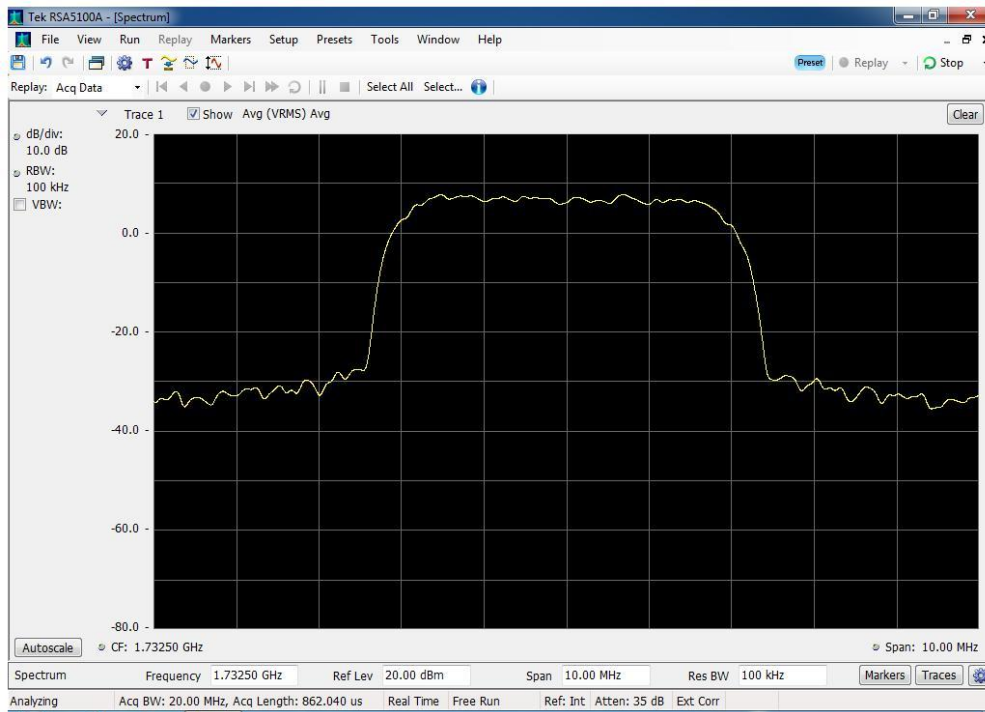 Tek RSA5100A - [Spectrum]
File View Run Replay Markers Setup Presets Tools Window Help
T Preset Replay Stop
Replay: Acq Data Select All Select...
Trace 1 Show Avg (VRMS) Avg Clear
dB/div:
10.0 dB
RBW:
100 kHz
VBW:
20.0
0.0
-20.0
-40.0
-60.0
-80.0
Autoscale CF: 1.73250 GHz Span: 10.00 MHz
Spectrum Frequency 1.73250 GHz Ref Lev 20.00 dBm Span 10.00 MHz Res BW 100 kHz Markers Traces
Analyzing Acq BW: 20.00 MHz, Acq Length: 862.040 us Real Time Free Run Ref: Int Atten: 35 dB Ext Corr